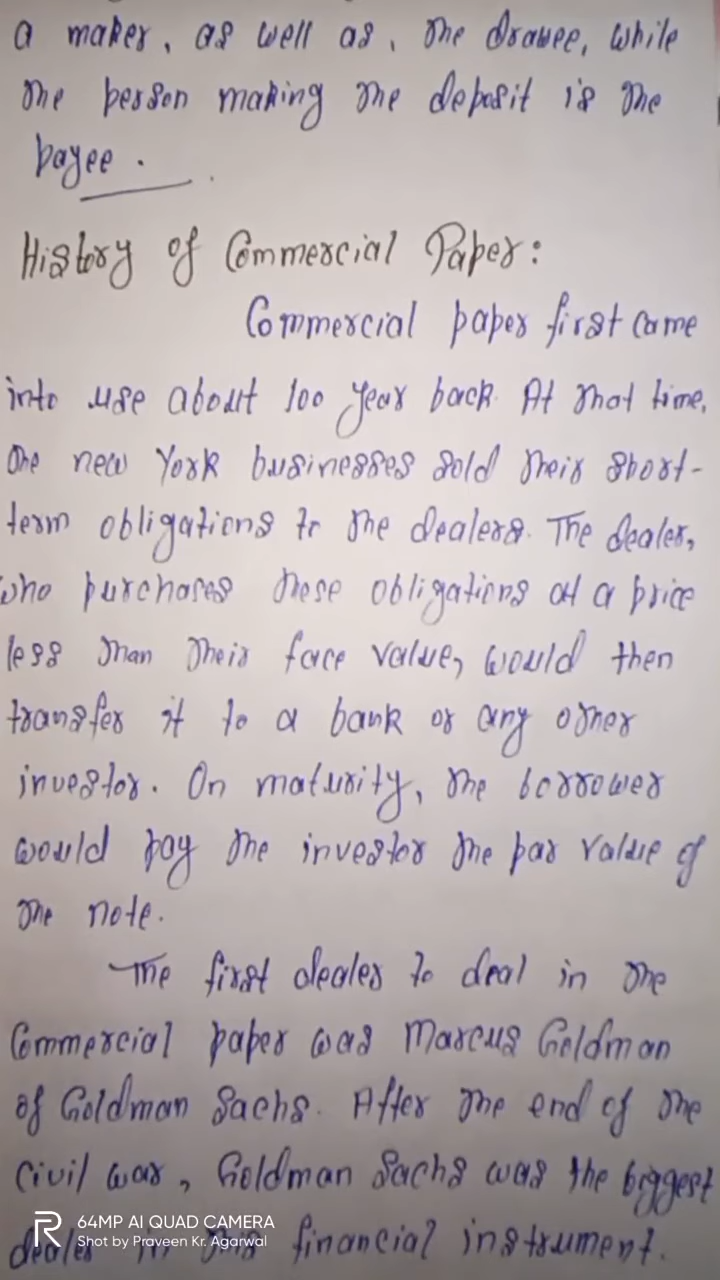 a maker, as well as, the drawee, while
the person making the deposit is the
payee.
History of Commercial Paper:
Commercial paper first came
into use about 100 year back. At that time,
the new York businesses sold their short-
term obligations to the dealers. The dealer,
who purchases these obligations at a price
less than their face value, would then
transfer it to a bank or any other
investor. On maturity, the borrower
would pay the investor the par value of
the note.
The first dealer to deal in the
Commercial paper was Marcus Goldman
of Goldman Sachs. After the end of the
Civil war, Goldman Sachs was the biggest
dealer in this financial instrument.
64MP AI QUAD CAMERA
Shot by Praveen Kr. Agarwal